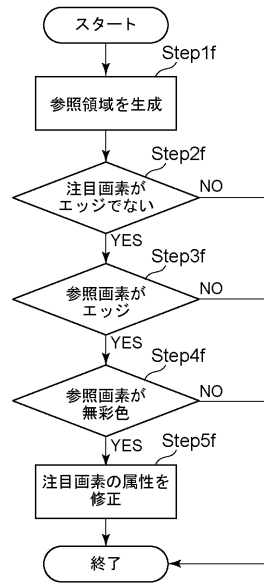 スタート
Step1f
参照領域を生成
Step2f
注目画素が
エッジでない
NO
YES
Step3f
参照画素が
エッジ
NO
YES
Step4f
参照画素が
無彩色
NO
YES
Step5f
注目画素の属性を
修正
終了